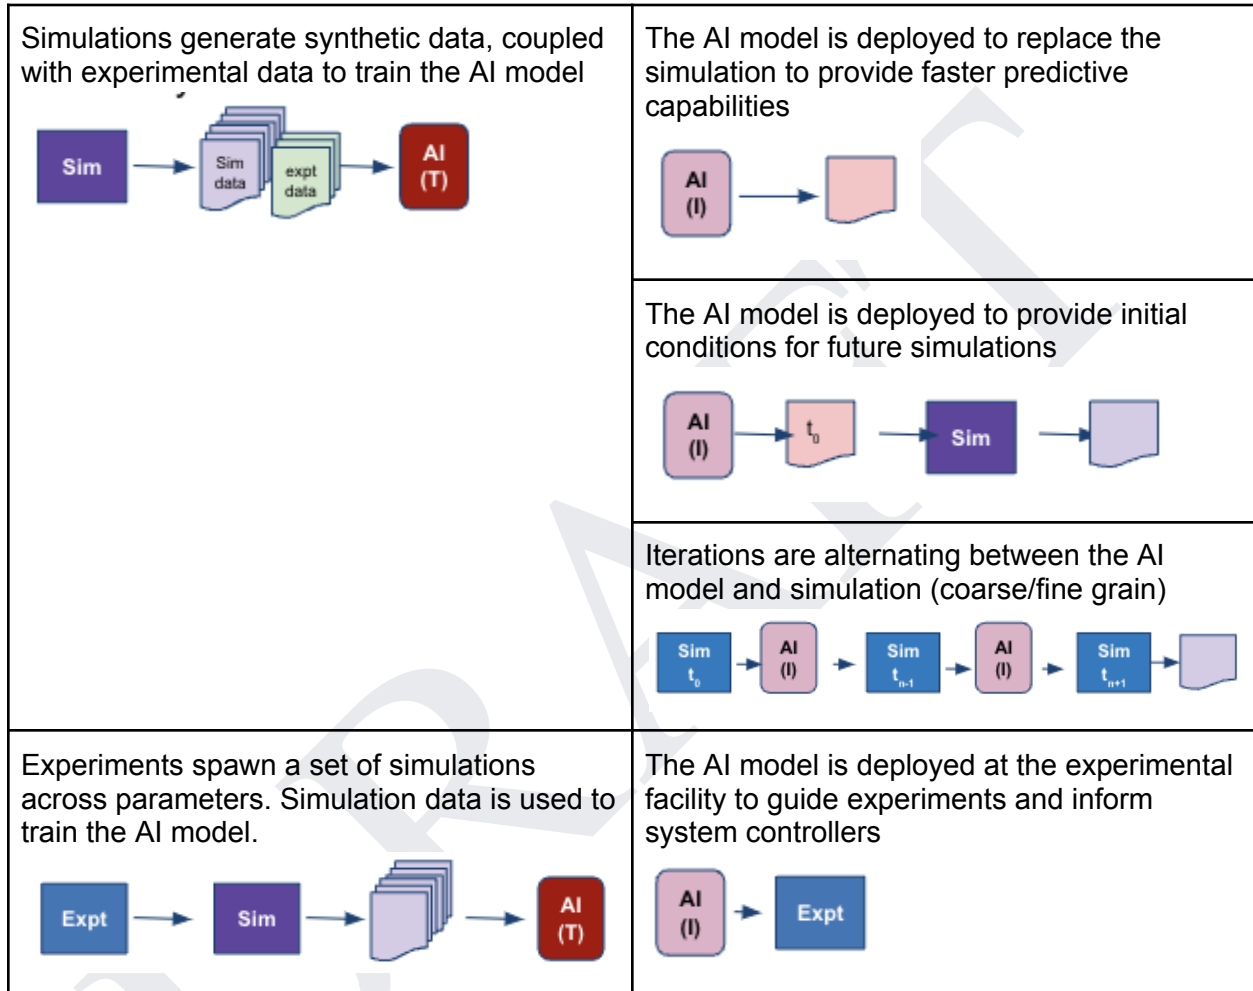 Simulations generate synthetic data, coupled
with experimental data to train the AI model
Sim
Sim
data
expt
data
AI
(T)
The AI model is deployed to replace the
simulation to provide faster predictive
capabilities
AI
(I)
The AI model is deployed to provide initial
conditions for future simulations
AI
(I)
t₀
Sim
Iterations are alternating between the AI
model and simulation (coarse/fine grain)
Sim
t₀
AI
(I)
Sim
tₙ₋₁
AI
(I)
Sim
tₙ₊₁
Experiments spawn a set of simulations
across parameters. Simulation data is used to
train the AI model.
Expt
Sim
AI
(T)
The AI model is deployed at the experimental
facility to guide experiments and inform
system controllers
AI
(I)
Expt
DRAFT